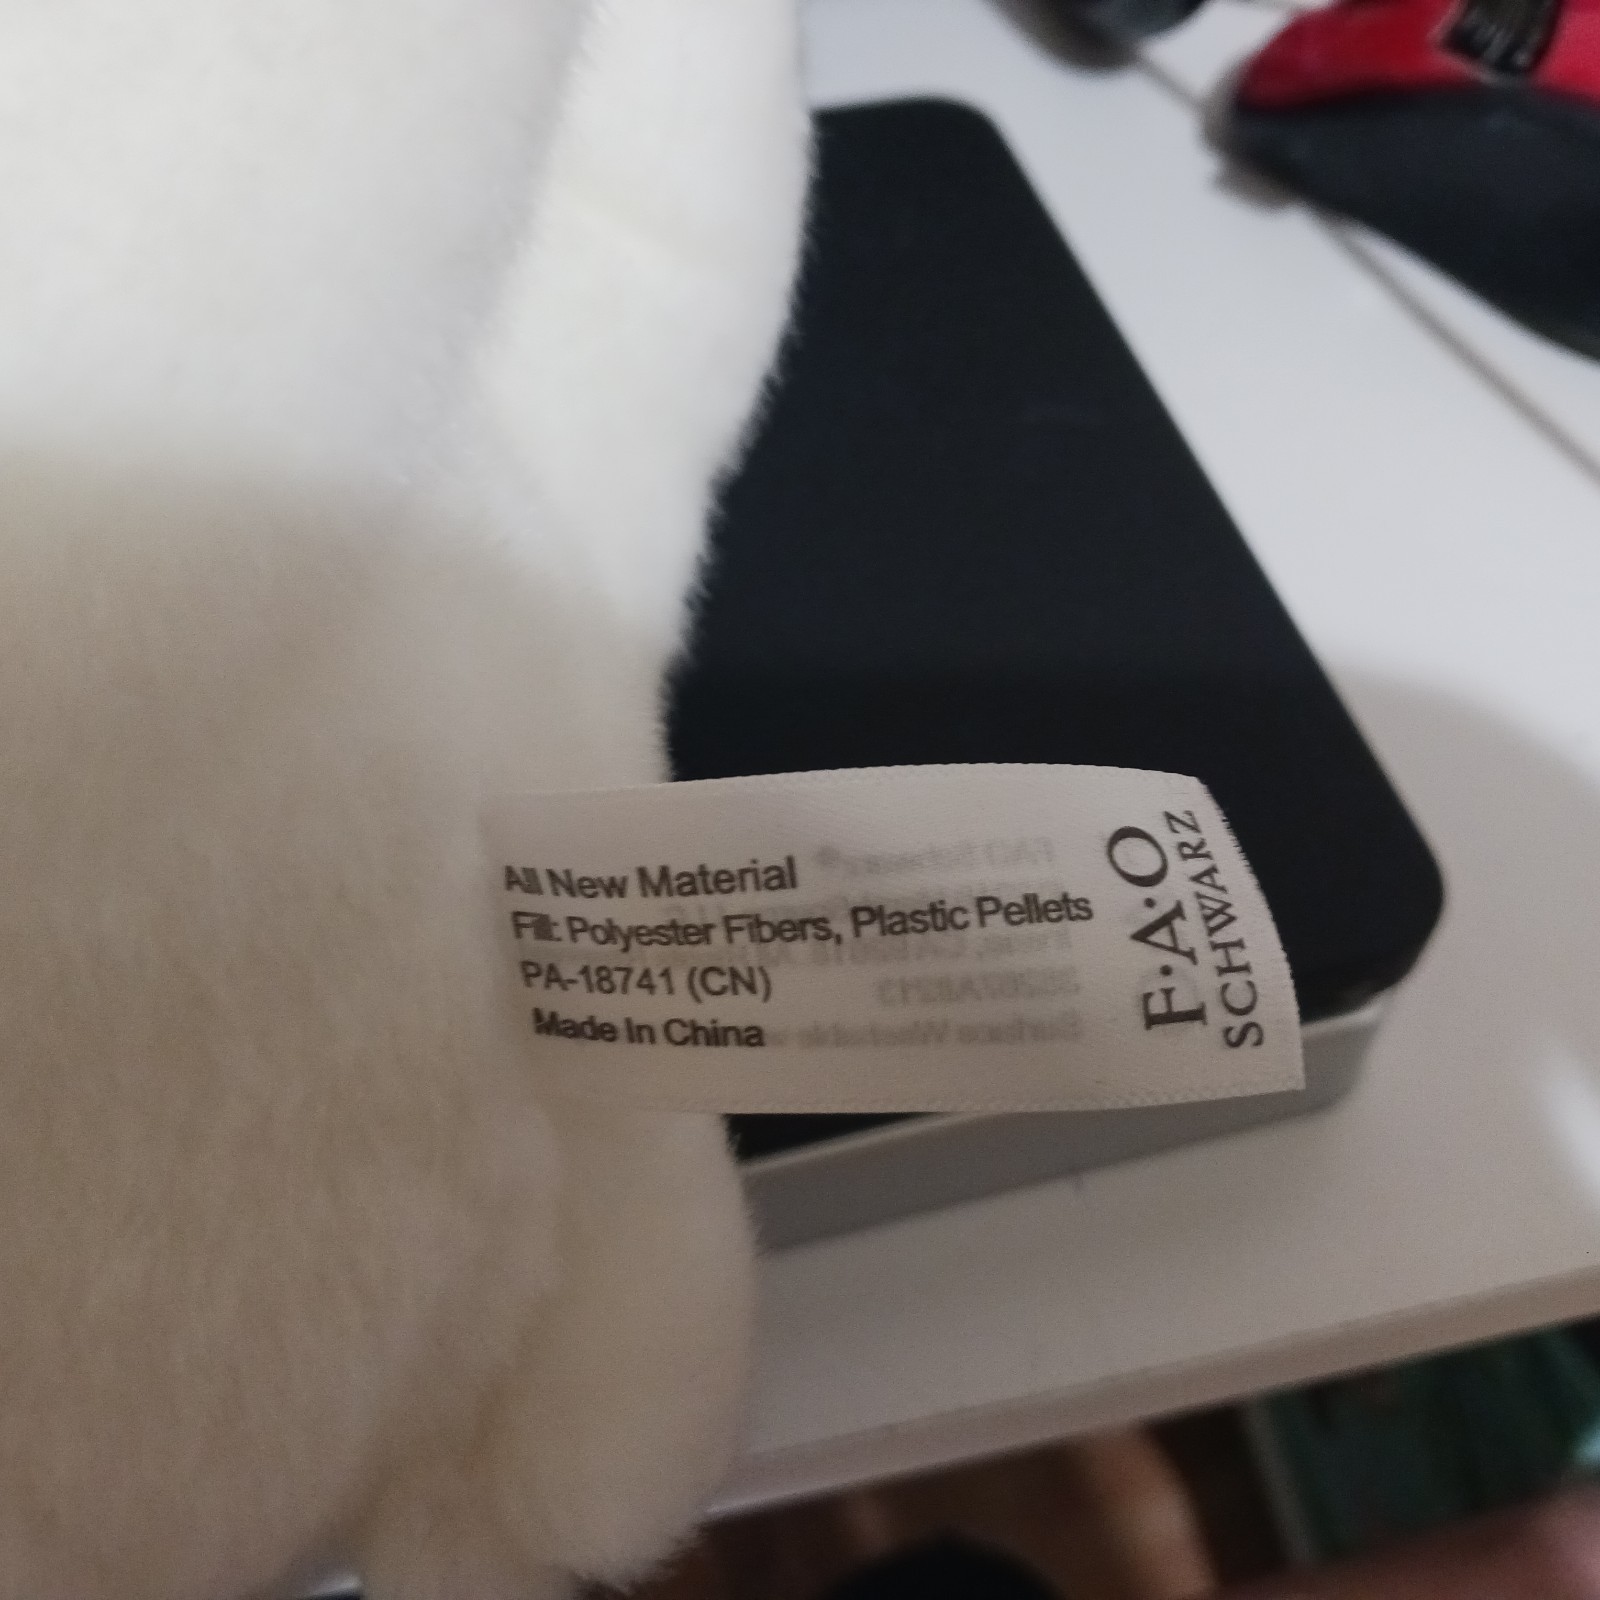 All New Material
Fill: Polyester Fibers, Plastic Pellets
PA-18741 (CN)
Made In China
F·A·O
SCHWARZ